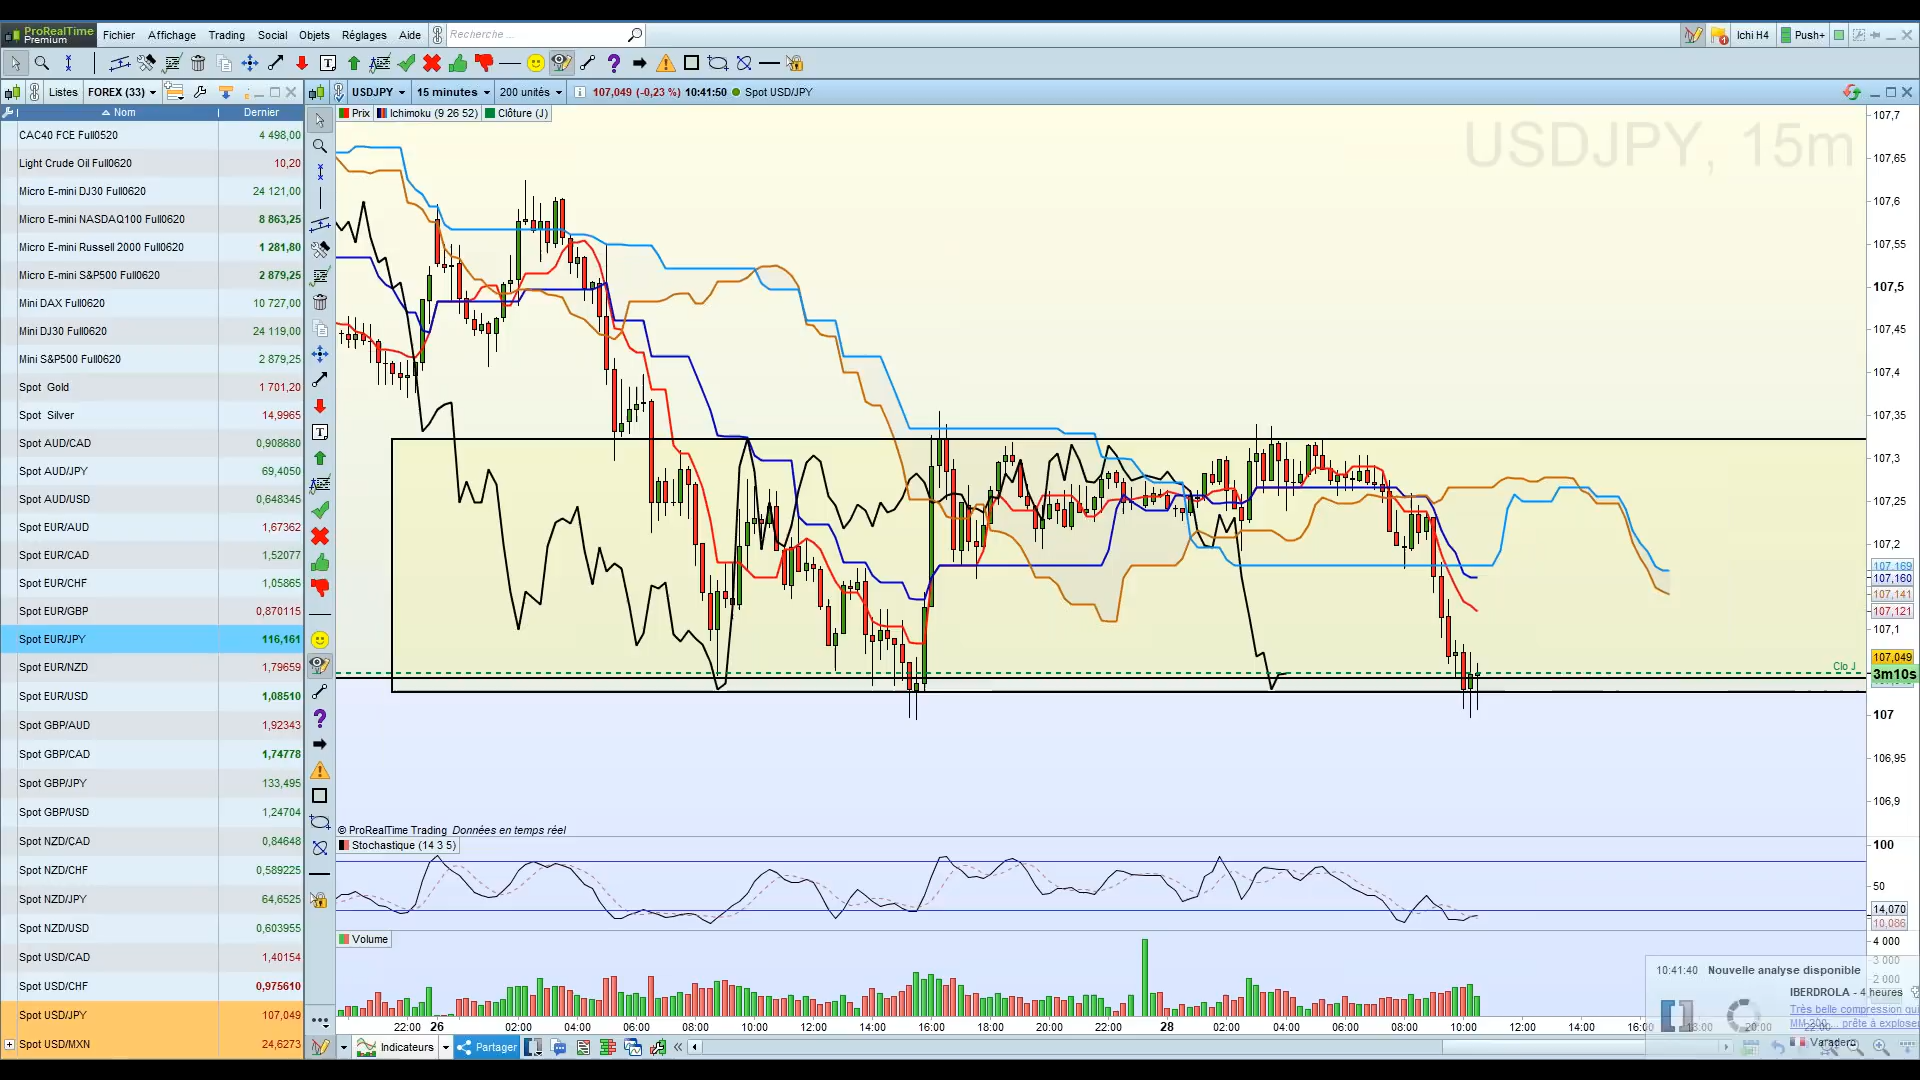 ProRealTime
Premium
Fichier Affichage Trading Social Objets Réglages Aide Recherche... Ichi H4 Push+
Listes FOREX (33)
USDJPY 15 minutes 200 unités 107,049 (-0,23 %) 10:41:50 Spot USD/JPY
Nom Dernier
Prix Ichimoku (9 26 52) Clôture (J)
USDJPY, 15m
CAC40 FCE Full0520 4 498,00
Light Crude Oil Full0620 10,20
Micro E-mini DJ30 Full0620 24 121,00
Micro E-mini NASDAQ100 Full0620 8 863,25
Micro E-mini Russell 2000 Full0620 1 281,80
Micro E-mini S&P500 Full0620 2 879,25
Mini DAX Full0620 10 727,00
Mini DJ30 Full0620 24 119,00
Mini S&P500 Full0620 2 879,25
Spot Gold 1 701,20
Spot Silver 14,9965
Spot AUD/CAD 0,908680
Spot AUD/JPY 69,4050
Spot AUD/USD 0,648345
Spot EUR/AUD 1,67362
Spot EUR/CAD 1,52077
Spot EUR/CHF 1,05865
Spot EUR/GBP 0,870115
Spot EUR/JPY 116,161
Spot EUR/NZD 1,79659
Spot EUR/USD 1,08510
Spot GBP/AUD 1,92343
Spot GBP/CAD 1,74778
Spot GBP/JPY 133,495
Spot GBP/USD 1,24704
Spot NZD/CAD 0,84648
Spot NZD/CHF 0,589225
Spot NZD/JPY 64,6525
Spot NZD/USD 0,603955
Spot USD/CAD 1,40154
Spot USD/CHF 0,975610
Spot USD/JPY 107,049
Spot USD/MXN 24,6273
107,7
107,65
107,6
107,55
107,5
107,45
107,4
107,35
107,3
107,25
107,2
107,169
107,160
107,141
107,121
107,1
107,049
Clo J
3m10s
107
106,95
106,9
© ProRealTime Trading Données en temps réel
Stochastique (14 3 5)
100
50
14,070
10,086
Volume
4 000
3 000
2 000
22:00 26 02:00 04:00 06:00 08:00 10:00 12:00 14:00 16:00 18:00 20:00 22:00 28 02:00 04:00 06:00 08:00 10:00 12:00 14:00 16:00 18:00 20:00 22:00
10:41:40 Nouvelle analyse disponible
IBERDROLA - 4 heures
Très belle compression qui
MM 200... prête à explose
Varadero
Indicateurs Partager